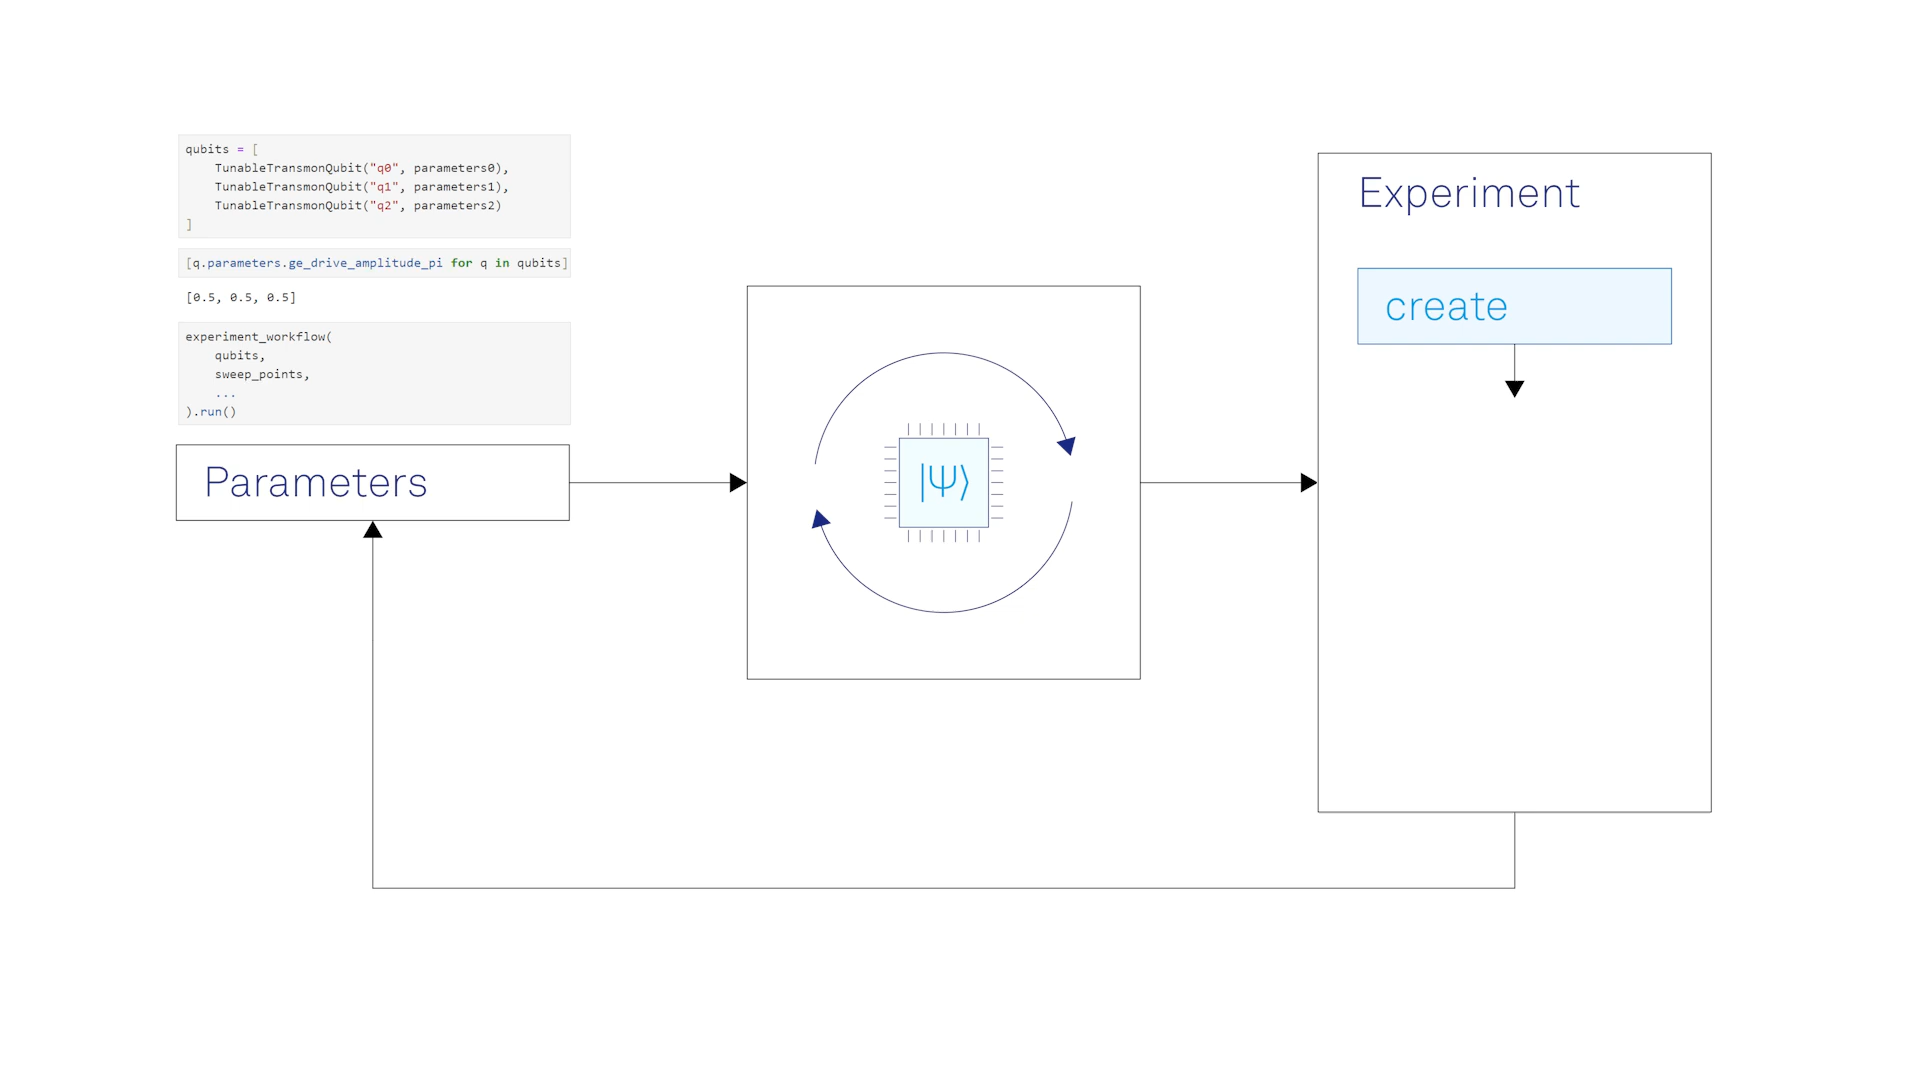 qubits = [
    TunableTransmonQubit("q0", parameters0),
    TunableTransmonQubit("q1", parameters1),
    TunableTransmonQubit("q2", parameters2)
]
[q.parameters.ge_drive_amplitude_pi for q in qubits]
[0.5, 0.5, 0.5]
experiment_workflow(
    qubits,
    sweep_points,
    ...
).run()
Parameters
|Ψ⟩
Experiment
create